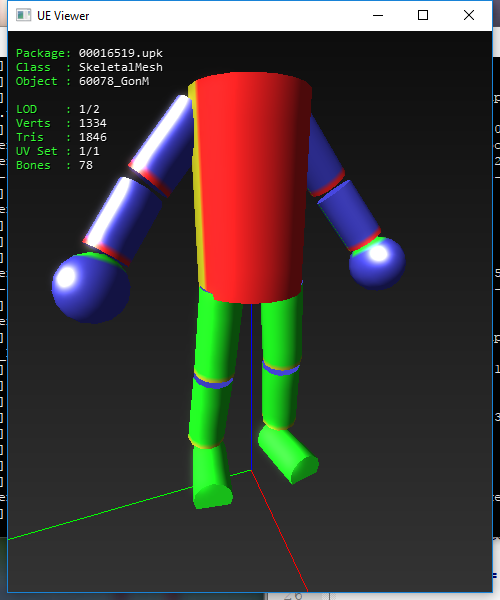 UE Viewer
Package: 00016519.upk
Class  : SkeletalMesh
Object : 60078_GonM
LOD    : 1/2
Verts  : 1334
Tris   : 1846
UV Set : 1/1
Bones  : 78